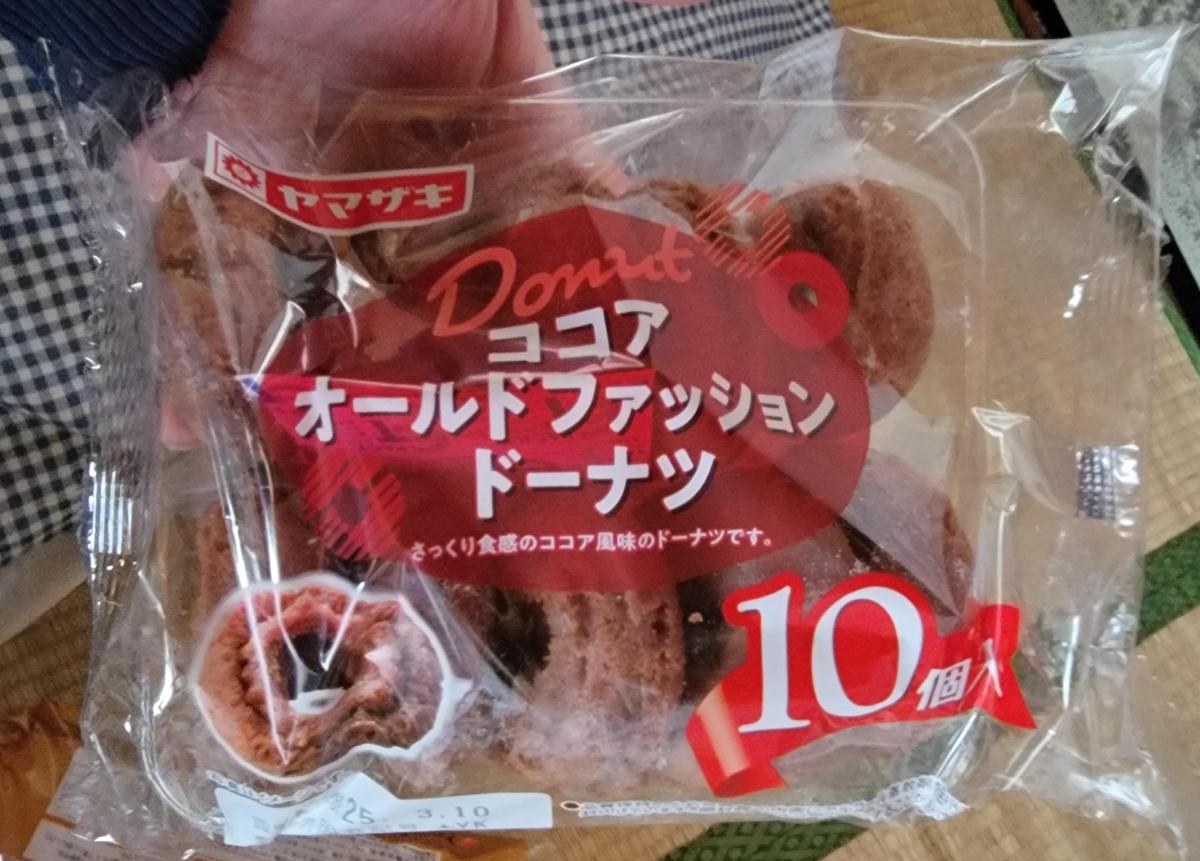 ヤマザキ
Donut
ココア
オールドファッション
ドーナツ
さっくり食感のココア風味のドーナツです。
10個入
25. 3.10